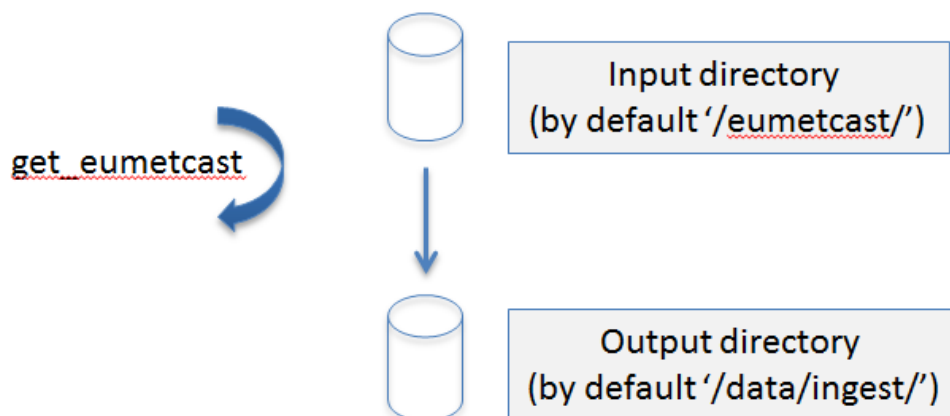 Input directory
(by default ‘/eumetcast/’)
get_eumetcast
Output directory
(by default ‘/data/ingest/’)